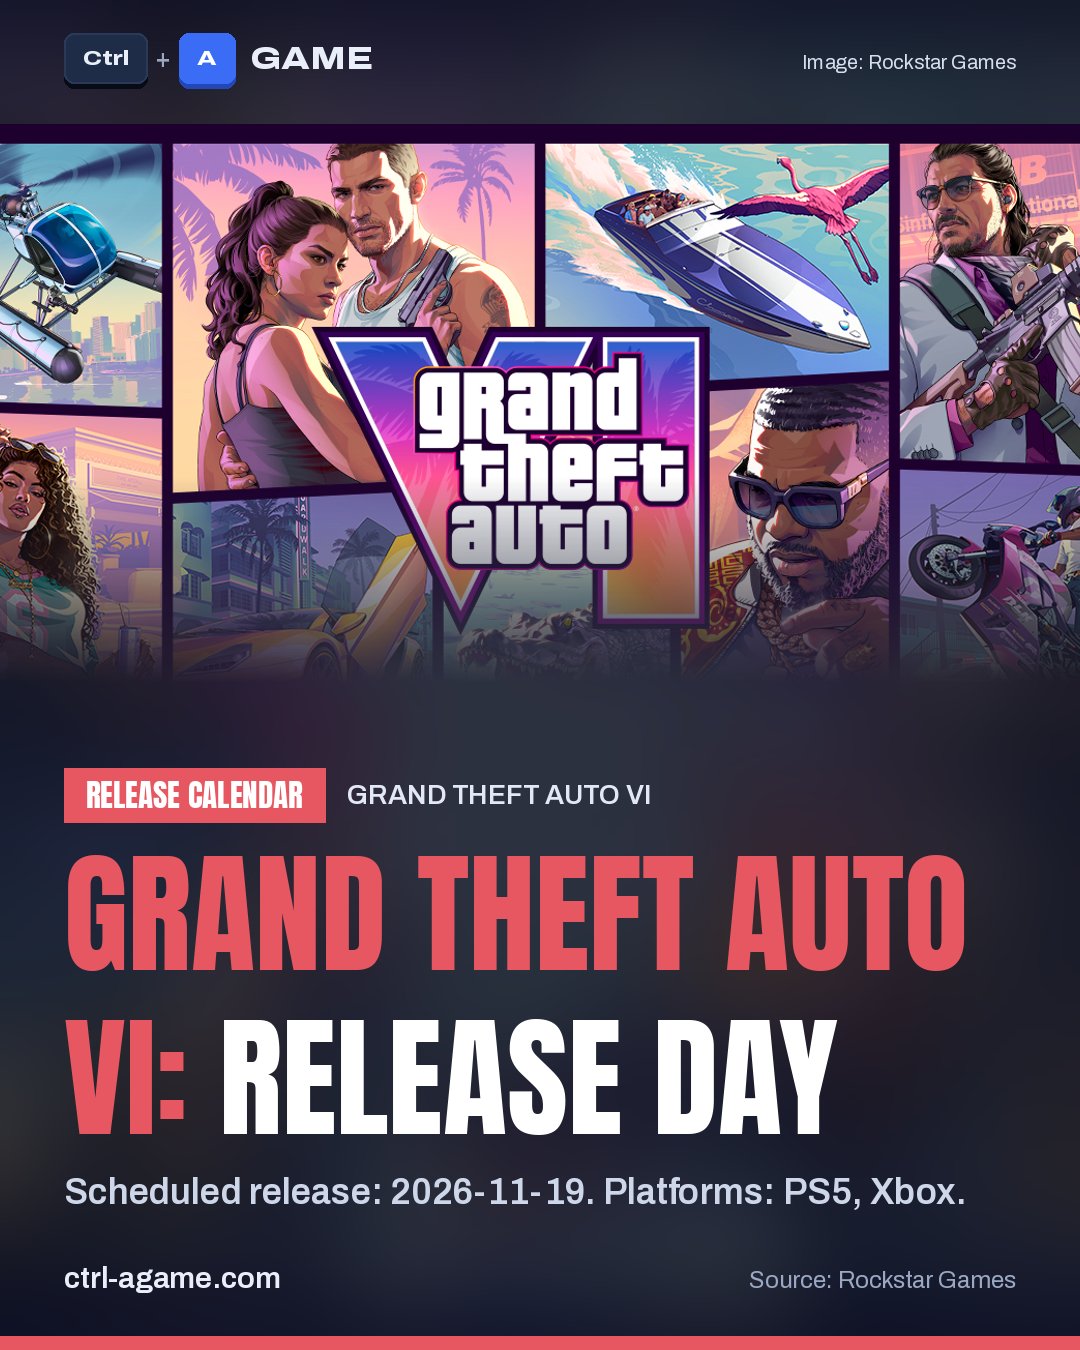 Ctrl + A GAME
Image: Rockstar Games
grand
theft
auto
VI
RELEASE CALENDAR
GRAND THEFT AUTO VI
GRAND THEFT AUTO
VI: RELEASE DAY
Scheduled release: 2026-11-19. Platforms: PS5, Xbox.
ctrl-agame.com
Source: Rockstar Games